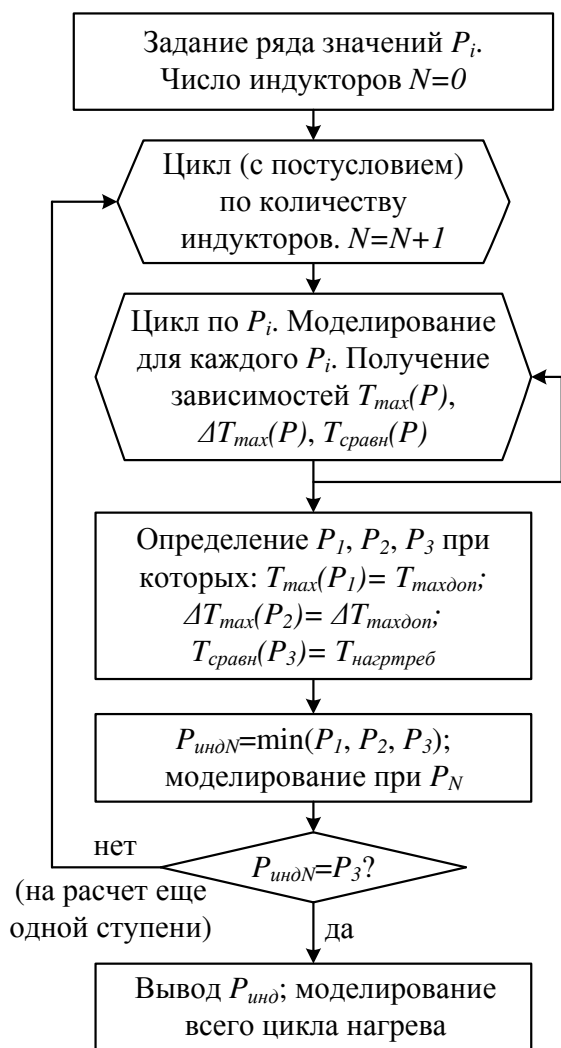 Задание ряда значений Pᵢ.
Число индукторов N=0
Цикл (с постусловием)
по количеству
индукторов. N=N+1
Цикл по Pᵢ. Моделирование
для каждого Pᵢ. Получение
зависимостей Tmax(P),
ΔTmax(P), Tсравн(P)
Определение P1, P2, P3 при
которых: Tmax(P1)= Tmaxдоп;
ΔTmax(P2)= ΔTmaxдоп;
Tсравн(P3)= Tнагртреб
PиндN=min(P1, P2, P3);
моделирование при PN
нет
PиндN=P3?
(на расчет еще
одной ступени)
да
Вывод Pинд; моделирование
всего цикла нагрева